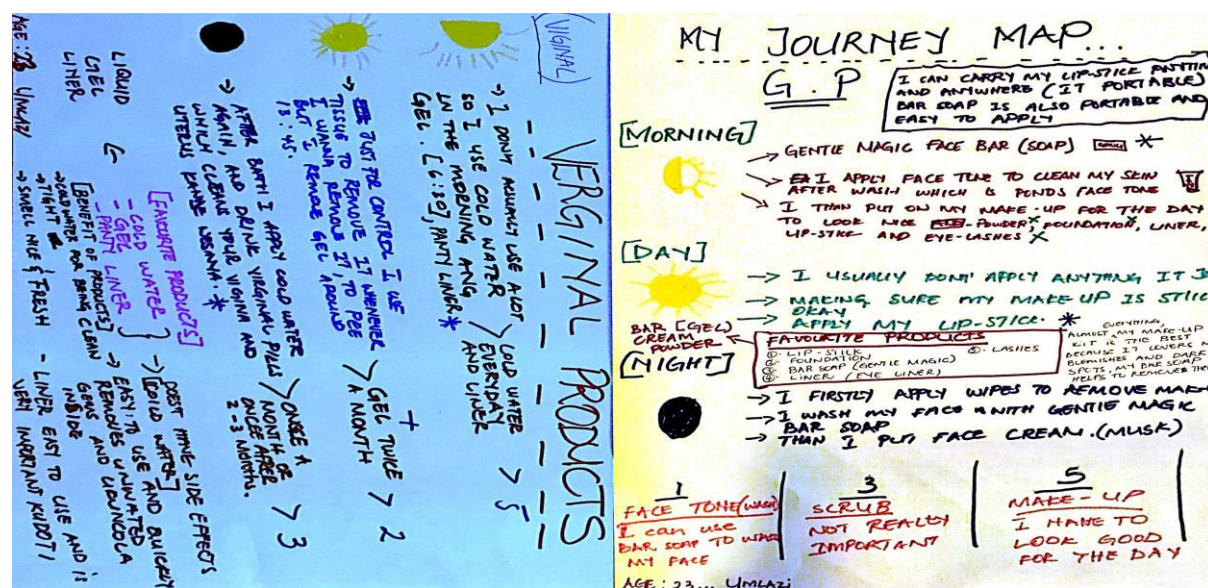 VERGINAL PRODUCTS
(VIGINAL)
→ I DON'T ACTUALLY USE A LOT
SO I USE COLD WATER
IN THE MORNING AND
GEL. [6:30], PANTY LINER *
COLD WATER
EVERYDAY
AND LINER
> 5
→ JUST FOR CONTROL I USE
TISSUE TO REMOVE IT WHENEVER
I WANNA REMOVE IT, TO PEE
BUT I REMOVE GEL AROUND
13:45.
+
GEL TWICE
A MONTH
> 2
→ AFTER BATH I APPLY COLD WATER
AGAIN, AND DRINK VIRGINAL PILLS
WHICH CLEANS YOUR VIGINA AND
UTERUS KANYE WESANYA. *
ONCE A
MONTH OR
ONCE AFTER
2-3 MONTHS.
> 3
[FAVOURITE PRODUCTS]
- COLD WATER
- GEL
- PANTY LINER
→ DOEST HAVE SIDE EFFECTS
[COLD WATER]
→ EASY TO USE AND QUICKLY
REMOVES UNWANTED
GEMS AND
INSIDE
- LINER EASY TO USE AND IS
VERY IMPORTANT KUDOTI
[BENEFIT OF PRODUCTS]
→ COLD WATER FOR BEING CLEAN
→ TIGHT
→ SMELL NICE & FRESH
LIQUID
GEL
LINER
AGE: 23 UMLAZI
MY JOURNEY MAP...
G.P
I CAN CARRY MY LIP-STICK
AND ANYWHERE (IT PORTABLE)
BAR SOAP IS ALSO PORTABLE AND
EASY TO APPLY
[MORNING]
→ GENTLE MAGIC FACE BAR (SOAP) *
→ I APPLY FACE TONE TO CLEAN MY SKIN
AFTER WASH WHICH IS PONDS FACE TONE
→ I THAN PUT ON MY MAKE-UP FOR THE DAY
TO LOOK NICE - POWDER, FOUNDATION, LINER,
LIP-STICK AND EYE-LASHES
[DAY]
→ I USUALLY DONT' APPLY ANYTHING IT
→ MAKING SURE MY MAKE-UP IS STILL
OKAY
→ APPLY MY LIP-STICK. *
BAR [GEL]
CREAM
POWDER
FAVOURITE PRODUCTS
① LIP-STICK
② FOUNDATION
③ BAR SOAP (GENTLE MAGIC)
④ LINER (EYE LINER)
⑤ LASHES
EVERYTHING,
ALMOST MY MAKE-UP
KIT IS THE BEST
BECAUSE IT COVERS
BLEMISHES AND DARK
SPOTS, MY BAR SOAP
HELPS TO REMOVE
[NIGHT]
→ I FIRSTLY APPLY WIPES TO REMOVE
→ I WASH MY FACE WITH GENTLE MAGIC
BAR SOAP
→ THAN I PUT FACE CREAM. (MUSK)
1
FACE TONE (WASH)
I can use
BAR SOAP TO WASH
MY FACE
3
SCRUB
NOT REALLY
IMPORTANT
5
MAKE-UP
I HAVE TO
LOOK GOOD
FOR THE DAY
AGE: 23... UMLAZI